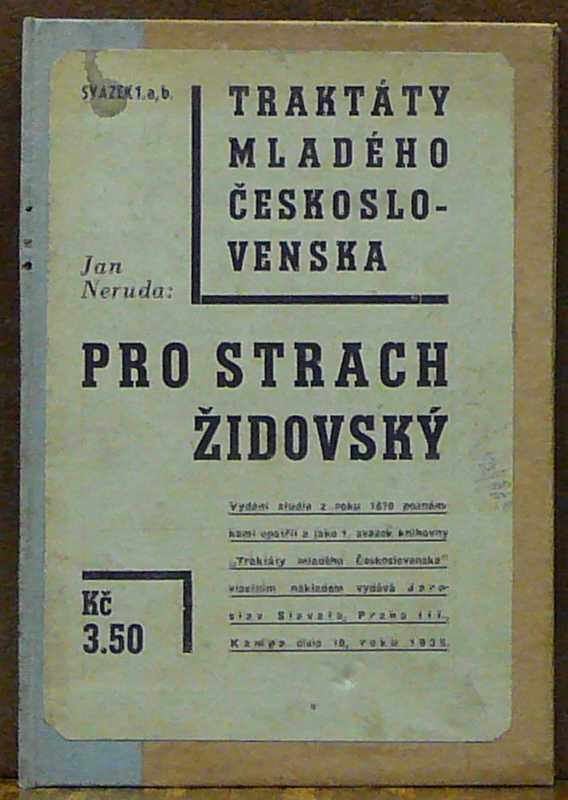 SVAZEK 1. a, b.
TRAKTÁTY
MLADÉHO
ČESKOSLO-
VENSKA
Jan
Neruda:
PRO STRACH
ŽIDOVSKÝ
Vydání studie z roku 1870 poznám-
kami opatřil a jako 1. svazek knihovny
„Traktáty mladého Československa"
vlastním nákladem vydává Jaro-
slav Slavata, Praha III,
Kampa číslo 10, roku
Kč
3.50